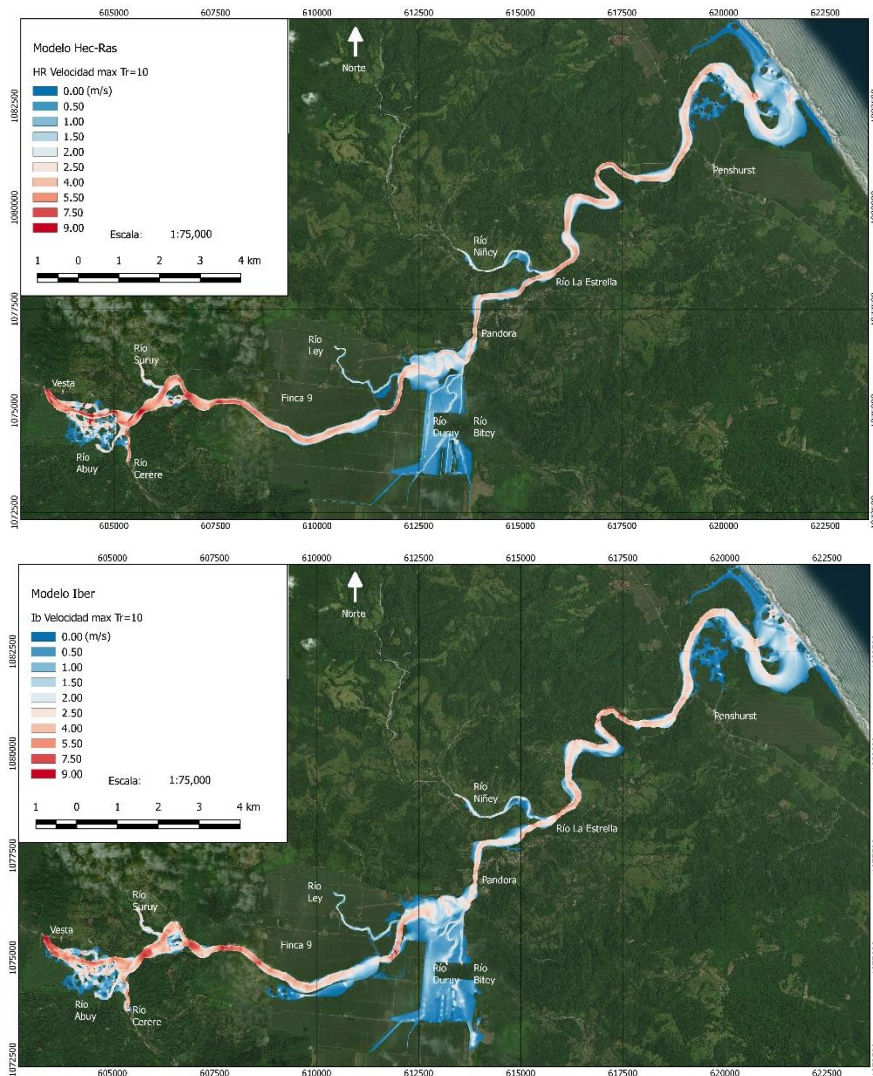 605000 607500 610000 612500 615000 617500 620000 622500
Modelo Hec-Ras
HR Velocidad max Tr=10
0.00 (m/s)
0.50
1.00
1.50
2.00
2.50
4.00
5.50
7.50
9.00
Escala: 1:75,000
1 0 1 2 3 4 km
Norte
1082500
1080000
1077500
1075000
1072500
Penshurst
Río
Niñey
Río La Estrella
Pandora
Río
Ley
Río
Suruy
Vesta
Finca 9
Río
Duruy
Río
Bitey
Río
Abuy
Río
Cerere
605000 607500 610000 612500 615000 617500 620000 622500
605000 607500 610000 612500 615000 617500 620000 622500
Modelo Iber
Ib Velocidad max Tr=10
0.00 (m/s)
0.50
1.00
1.50
2.00
2.50
4.00
5.50
7.50
9.00
Escala: 1:75,000
1 0 1 2 3 4 km
Norte
1082500
1080000
1077500
1075000
1072500
Penshurst
Río
Niñey
Río La Estrella
Pandora
Río
Ley
Río
Suruy
Vesta
Finca 9
Río
Duruy
Río
Bitey
Río
Abuy
Río
Cerere
605000 607500 610000 612500 615000 617500 620000 622500